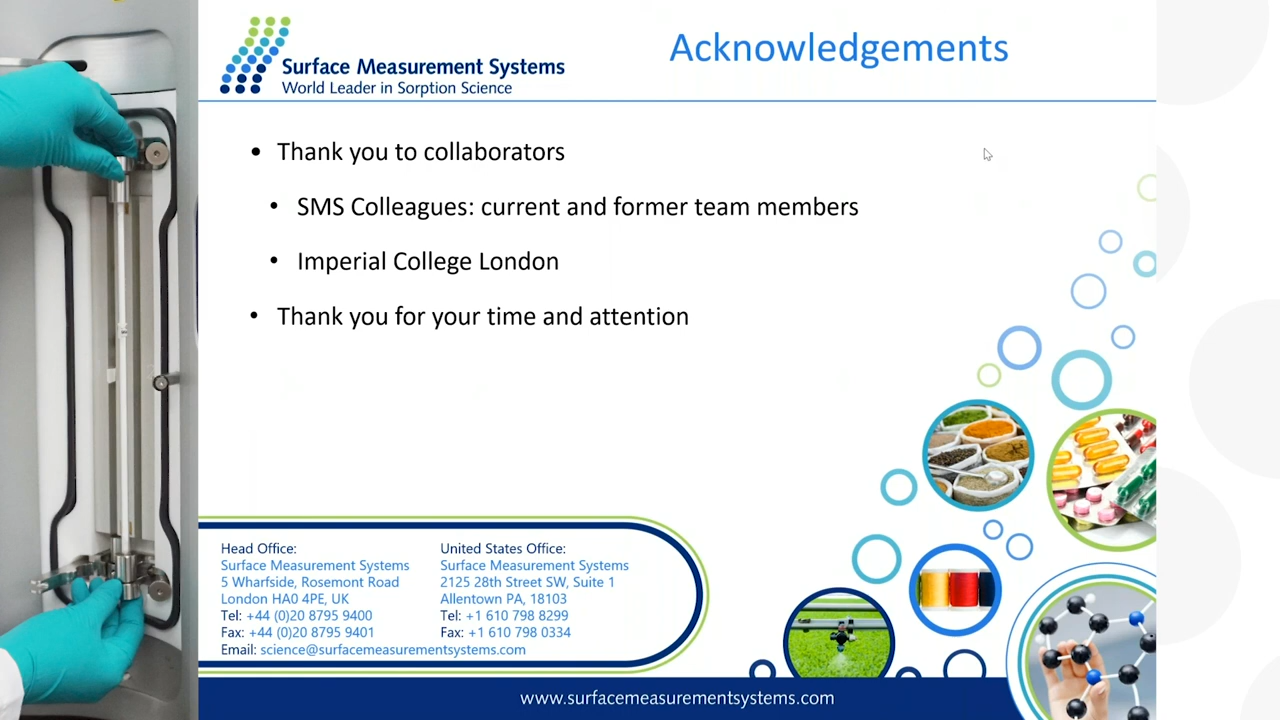 Surface Measurement Systems
World Leader in Sorption Science
Acknowledgements
• Thank you to collaborators
• SMS Colleagues: current and former team members
• Imperial College London
• Thank you for your time and attention
Head Office:
Surface Measurement Systems
5 Wharfside, Rosemont Road
London HA0 4PE, UK
Tel: +44 (0)20 8795 9400
Fax: +44 (0)20 8795 9401
Email: science@surfacemeasurementsystems.com
United States Office:
Surface Measurement Systems
2125 28th Street SW, Suite 1
Allentown PA, 18103
Tel: +1 610 798 8299
Fax: +1 610 798 0334
www.surfacemeasurementsystems.com